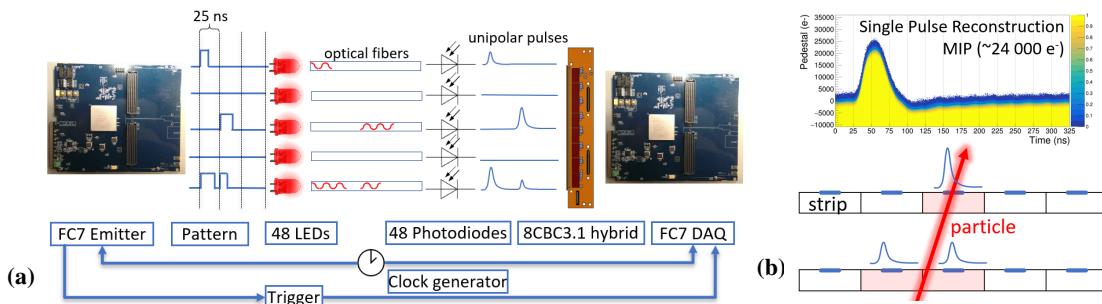 25 ns
optical fibers
unipolar pulses
FC7 Emitter
Pattern
48 LEDs
48 Photodiodes
8CBC3.1 hybrid
FC7 DAQ
Clock generator
Trigger
(a)
Pedestal (e-)
35000
30000
25000
20000
15000
10000
5000
0
-5000
-10000
Single Pulse Reconstruction
MIP (~24 000 e⁻)
1
0.9
0.8
0.7
0.6
0.5
0.4
0.3
0.2
0.1
0
0 25 50 75 100 125 150 175 200 225 250 275 300 325
Time (ns)
strip
particle
(b)